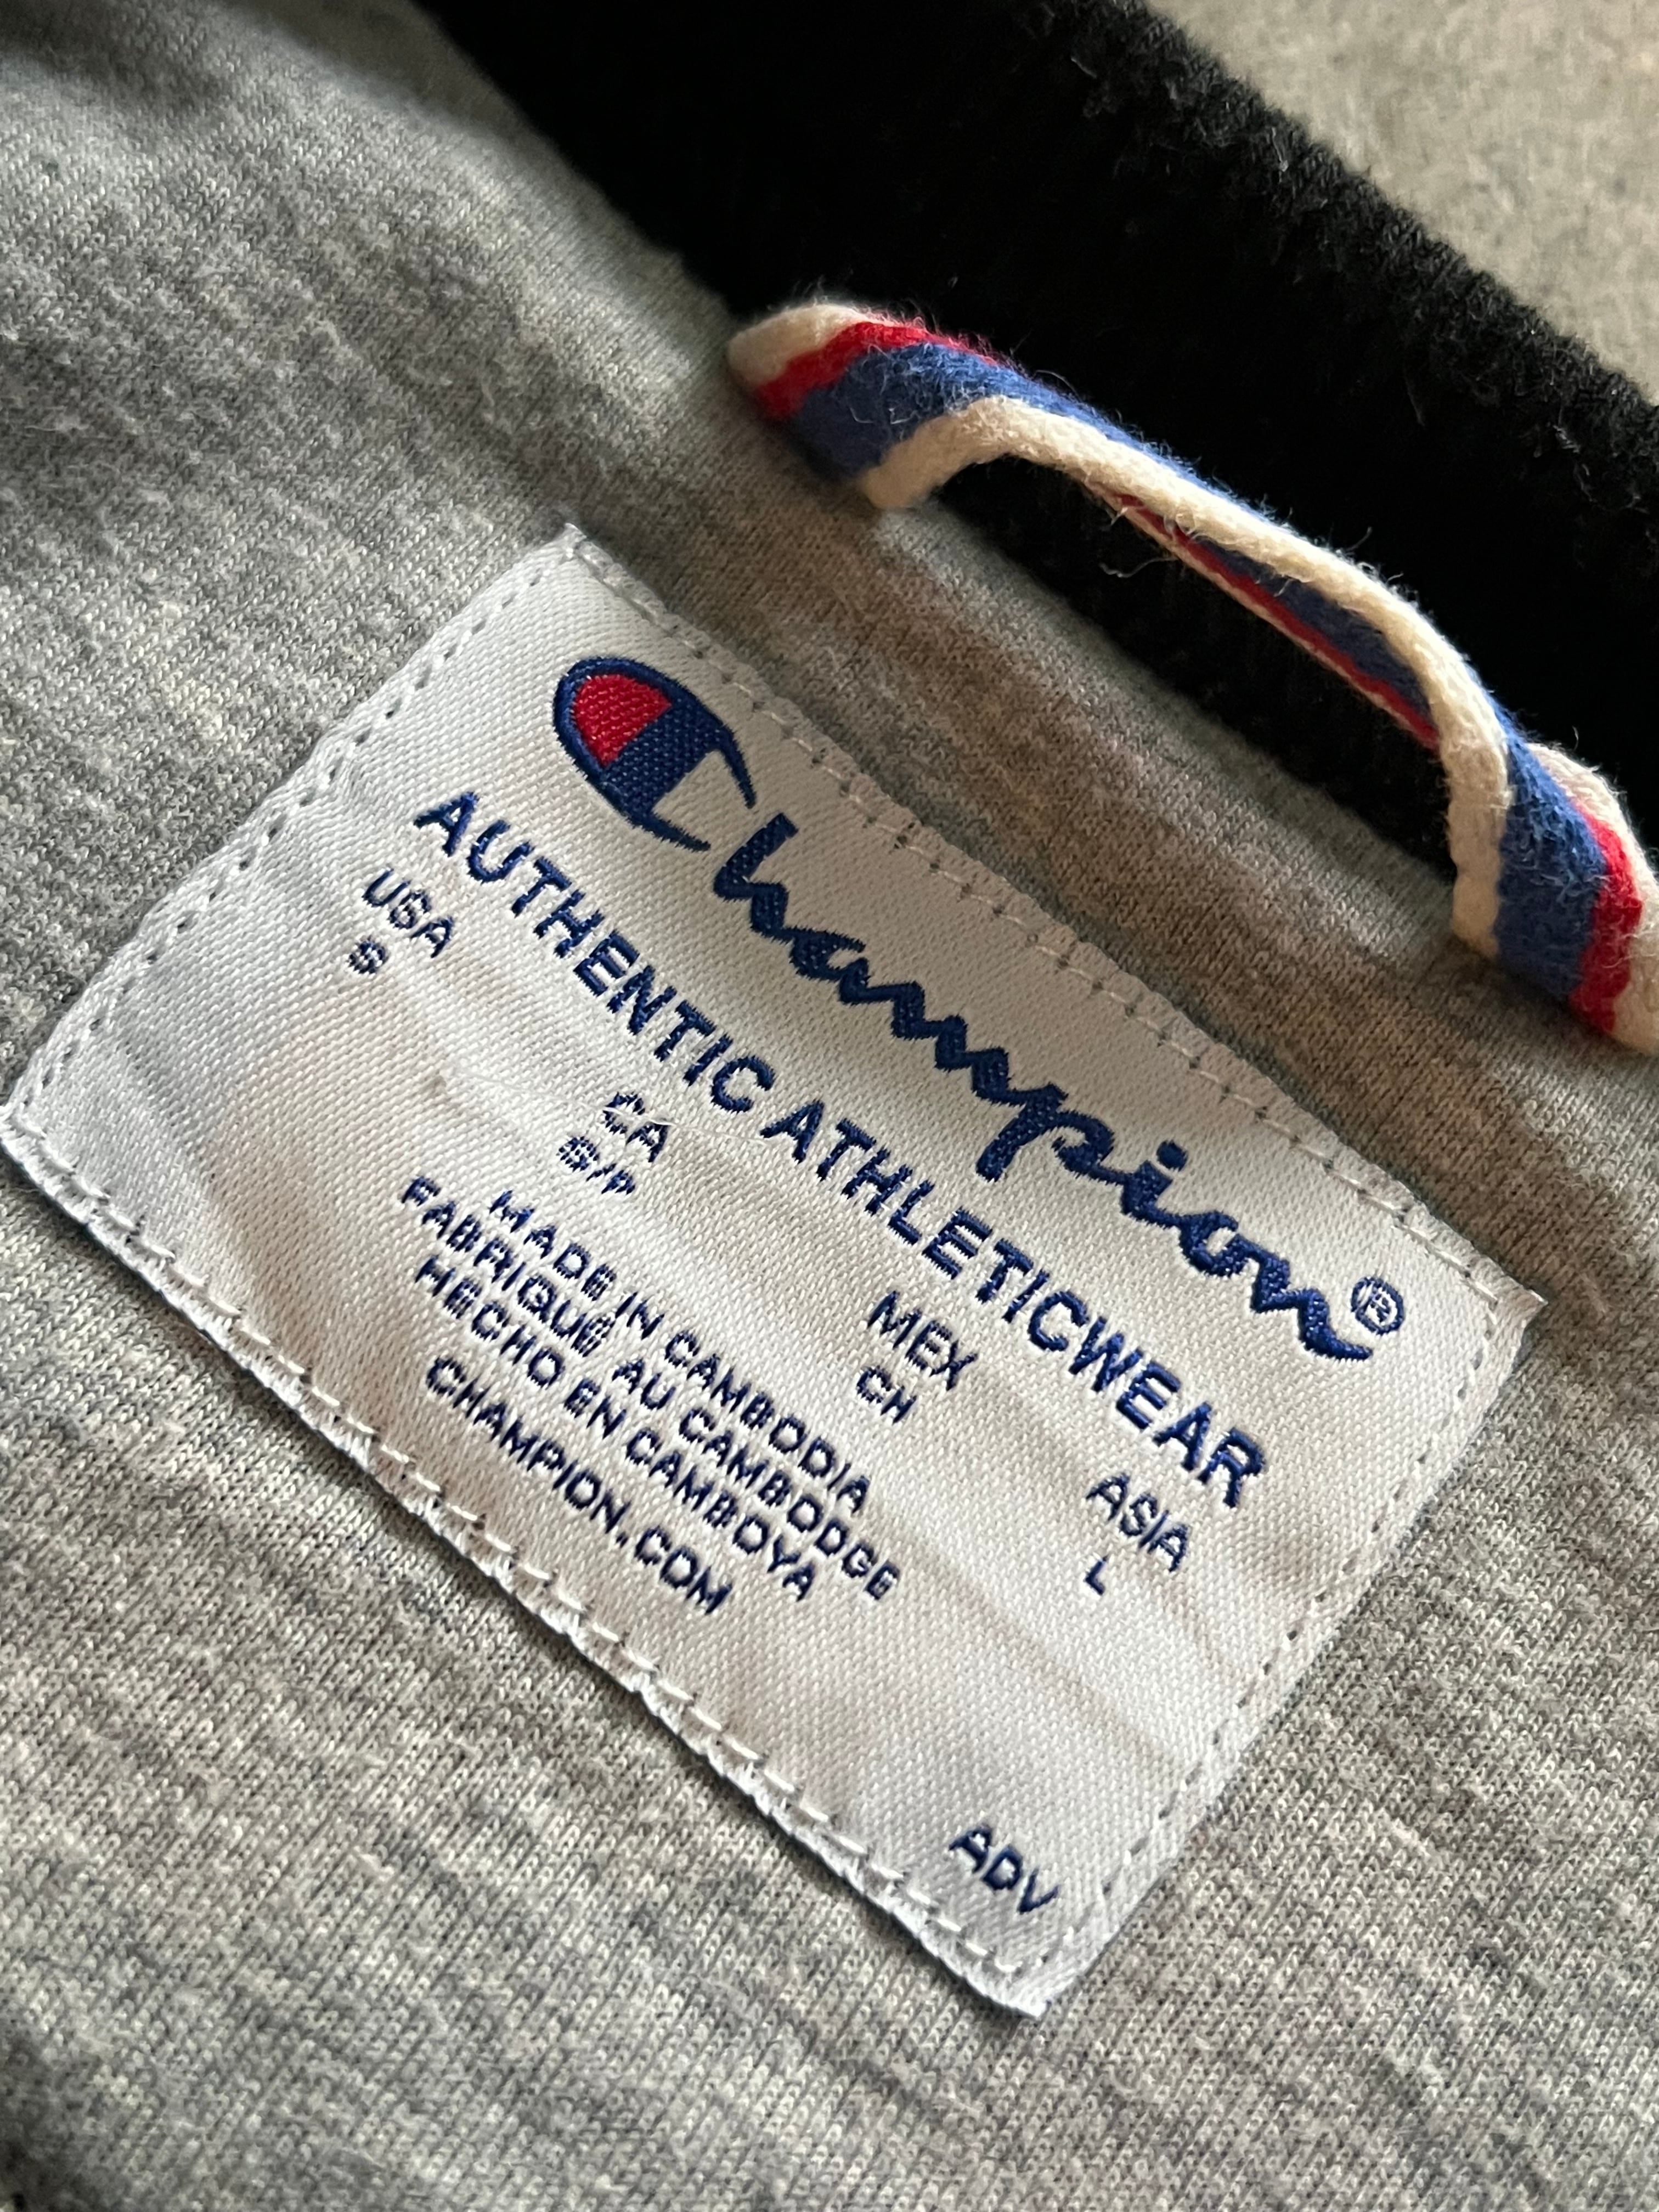 Champion®
AUTHENTIC ATHLETICWEAR
USA CA MEX ASIA
S S/P CH L
MADE IN CAMBODIA
FABRIQUÉ AU CAMBODGE
HECHO EN CAMBOYA
CHAMPION.COM
ADV